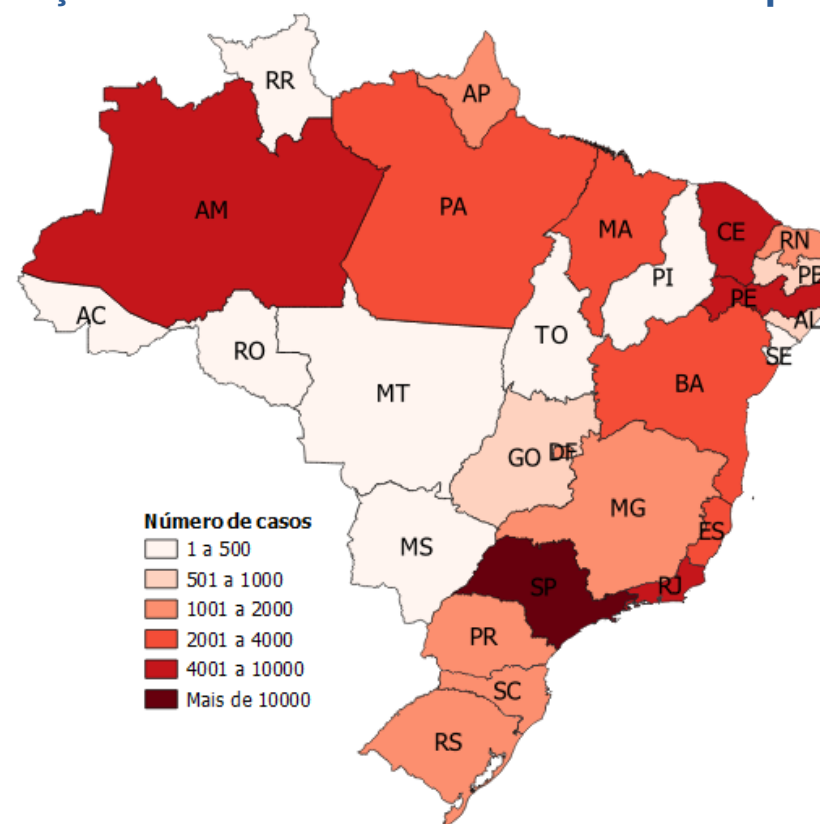 RR
AP
AM
PA
MA
CE
RN
PI
PB
PE
AC
AL
TO
RO
SE
MT
BA
GO
DF
MG
Número de casos
1 a 500
501 a 1000
1001 a 2000
2001 a 4000
4001 a 10000
Mais de 10000
ES
MS
SP
RJ
PR
SC
RS